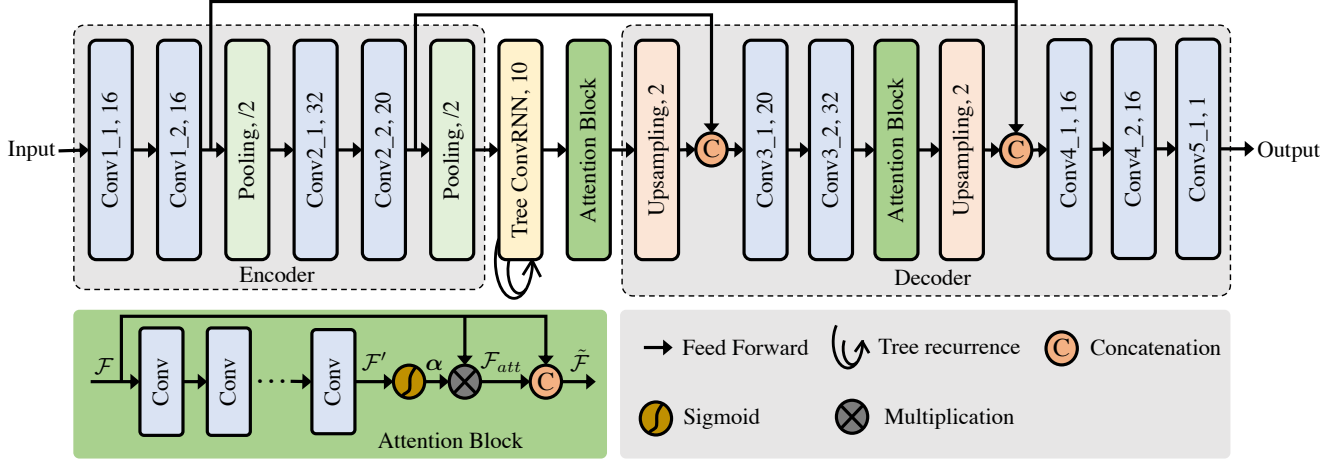 Input
Conv1_1, 16
Conv1_2, 16
Pooling, /2
Conv2_1, 32
Conv2_2, 20
Pooling, /2
Encoder
Tree ConvRNN, 10
Attention Block
Upsampling, 2
C
Conv3_1, 20
Conv3_2, 32
Attention Block
Upsampling, 2
C
Conv4_1, 16
Conv4_2, 16
Conv5_1, 1
Decoder
Output
ℱ
Conv
Conv
...
Conv
ℱ′
α
ℱ_att
C
ℱ̃
Attention Block
Feed Forward
Tree recurrence
C Concatenation
Sigmoid
Multiplication